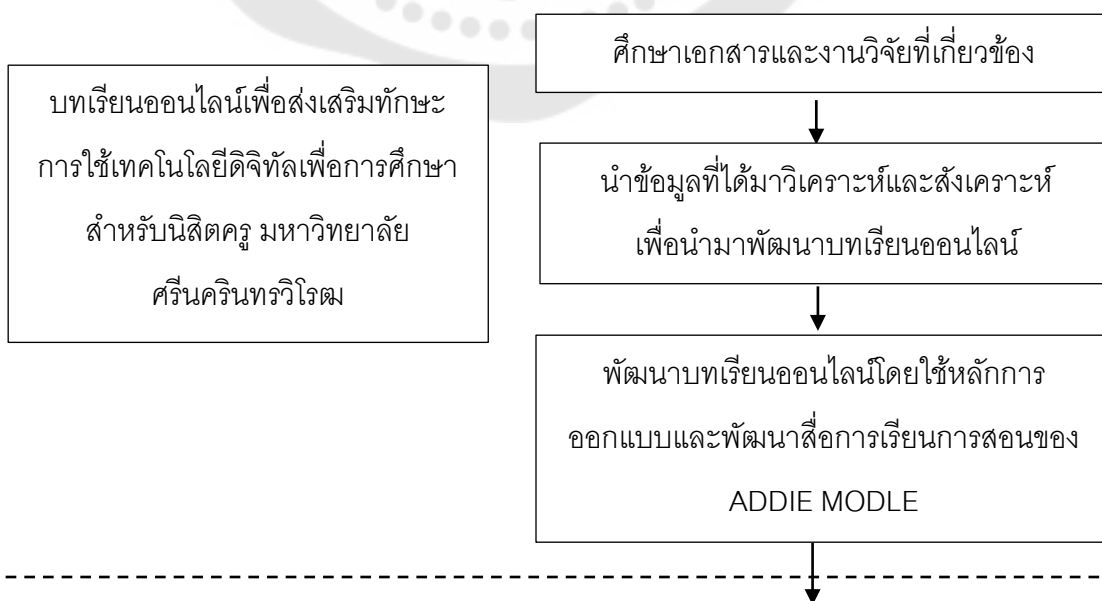 ศึกษาเอกสารและงานวิจัยที่เกี่ยวข้อง
บทเรียนออนไลน์เพื่อส่งเสริมทักษะ
การใช้เทคโนโลยีดิจิทัลเพื่อการศึกษา
สำหรับนิสิตครู มหาวิทยาลัย
ศรีนครินทรวิโรฒ
นำข้อมูลที่ได้มาวิเคราะห์และสังเคราะห์
เพื่อนำมาพัฒนาบทเรียนออนไลน์
พัฒนาบทเรียนออนไลน์โดยใช้หลักการ
ออกแบบและพัฒนาสื่อการเรียนการสอนของ
ADDIE MODLE